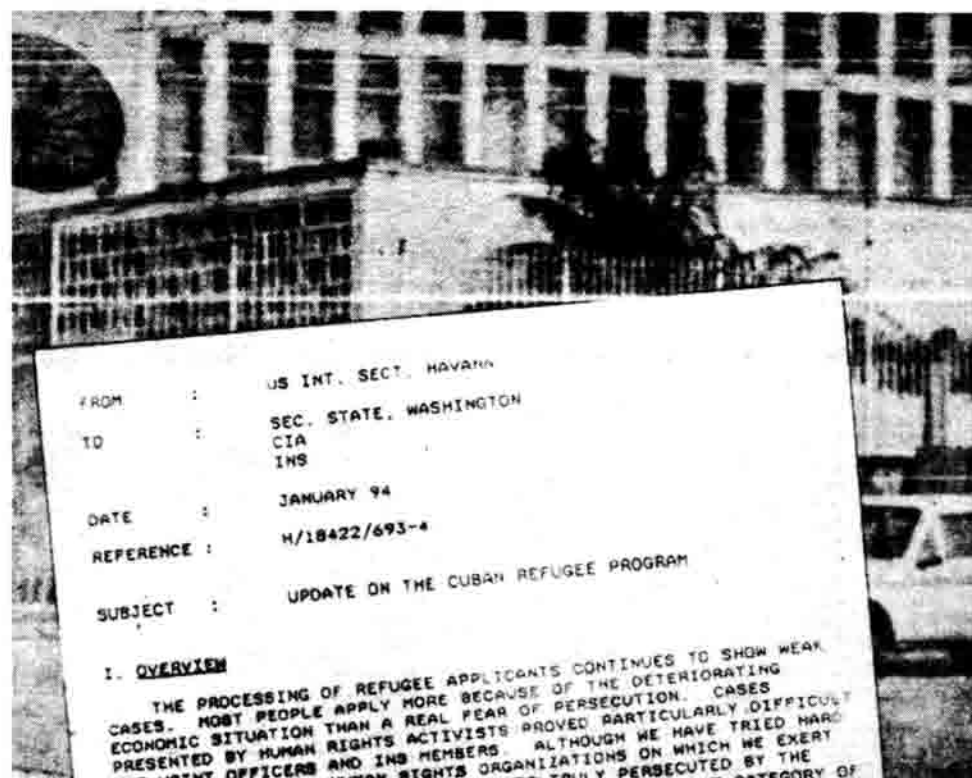 FROM : US INT. SECT. HAVANA
TO : SEC. STATE, WASHINGTON
CIA
INS
DATE : JANUARY 94
REFERENCE : H/18422/693-4
SUBJECT : UPDATE ON THE CUBAN REFUGEE PROGRAM
I. OVERVIEW
THE PROCESSING OF REFUGEE APPLICANTS CONTINUES TO SHOW WEAK
CASES. MOST PEOPLE APPLY MORE BECAUSE OF THE DETERIORATING
ECONOMIC SITUATION THAN A REAL FEAR OF PERSECUTION. CASES
PRESENTED BY HUMAN RIGHTS ACTIVISTS PROVED PARTICULARLY DIFFICULT
OFFICERS AND INS MEMBERS. ALTHOUGH WE HAVE TRIED HARD
HUMAN RIGHTS ORGANIZATIONS ON WHICH WE EXERT
TRULY PERSECUTED BY THE
CATEGORY OF